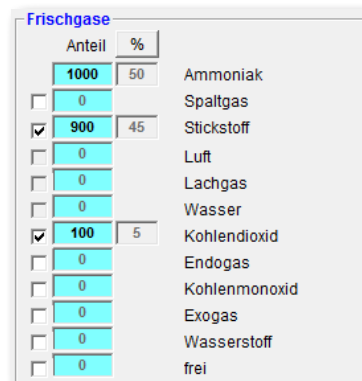 Frischgase
Anteil %
1000 50 Ammoniak
0 Spaltgas
900 45 Stickstoff
0 Luft
0 Lachgas
0 Wasser
100 5 Kohlendioxid
0 Endogas
0 Kohlenmonoxid
0 Exogas
0 Wasserstoff
0 frei